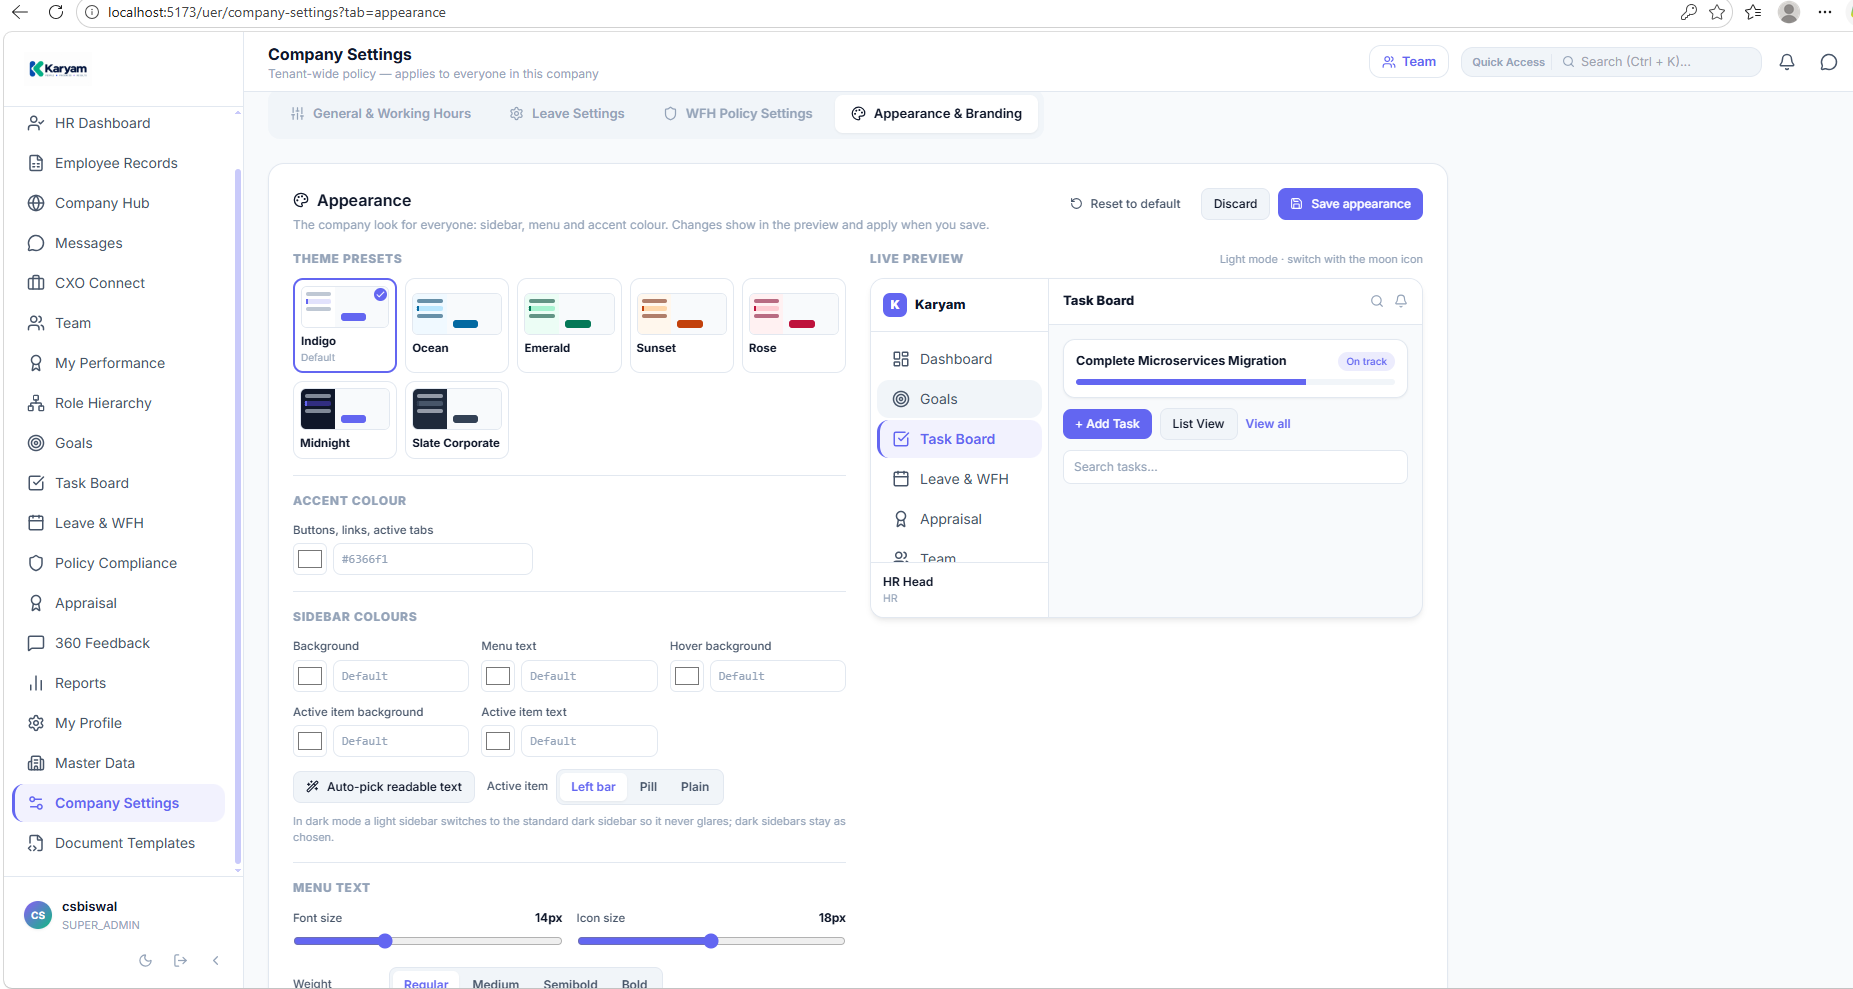 localhost:5173/uer/company-settings?tab=appearance
Karyam
HR Dashboard
Employee Records
Company Hub
Messages
CXO Connect
Team
My Performance
Role Hierarchy
Goals
Task Board
Leave & WFH
Policy Compliance
Appraisal
360 Feedback
Reports
My Profile
Master Data
Company Settings
Document Templates
CS
csbiswal
SUPER_ADMIN
Company Settings
Tenant-wide policy — applies to everyone in this company
Team
Quick Access
Search (Ctrl + K)...
General & Working Hours
Leave Settings
WFH Policy Settings
Appearance & Branding
Appearance
The company look for everyone: sidebar, menu and accent colour. Changes show in the preview and apply when you save.
Reset to default
Discard
Save appearance
THEME PRESETS
Indigo
Default
Ocean
Emerald
Sunset
Rose
Midnight
Slate Corporate
ACCENT COLOUR
Buttons, links, active tabs
#6366f1
SIDEBAR COLOURS
Background
Menu text
Hover background
Default
Default
Default
Active item background
Active item text
Default
Default
Auto-pick readable text
Active item
Left bar
Pill
Plain
In dark mode a light sidebar switches to the standard dark sidebar so it never glares; dark sidebars stay as
chosen.
MENU TEXT
Font size
14px
Icon size
18px
Weight
Regular
Medium
Semibold
Bold
LIVE PREVIEW
Light mode · switch with the moon icon
K
Karyam
Dashboard
Goals
Task Board
Leave & WFH
Appraisal
Team
HR Head
HR
Task Board
Complete Microservices Migration
On track
+ Add Task
List View
View all
Search tasks...